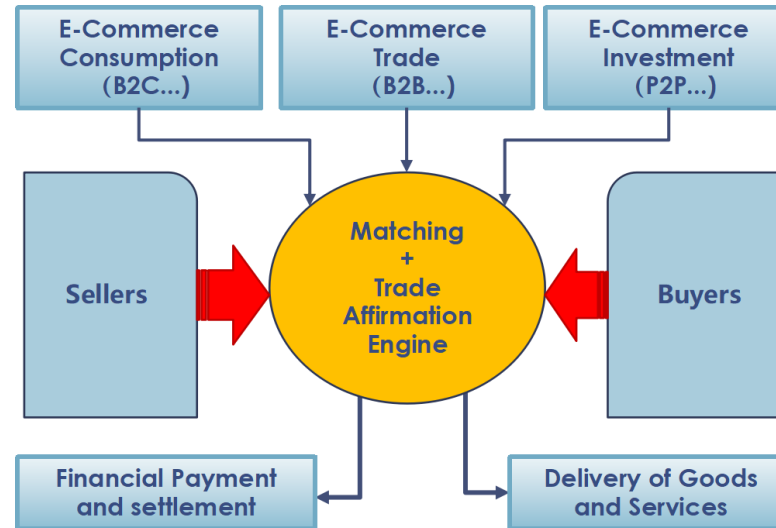 E-Commerce
Consumption
（B2C...）
E-Commerce
Trade
(B2B...)
E-Commerce
Investment
（P2P...）
Sellers
Matching
+
Trade
Affirmation
Engine
Buyers
Financial Payment
and settlement
Delivery of Goods
and Services